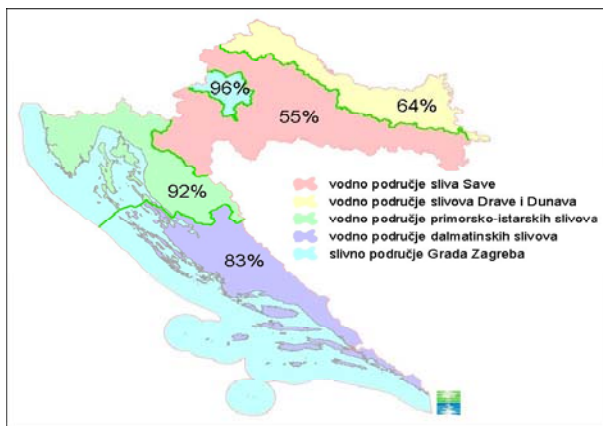 96%
64%
55%
92%
83%
vodno područje sliva Save
vodno područje slivova Drave i Dunava
vodno područje primorsko-istarskih slivova
vodno područje dalmatinskih slivova
slivno područje Grada Zagreba